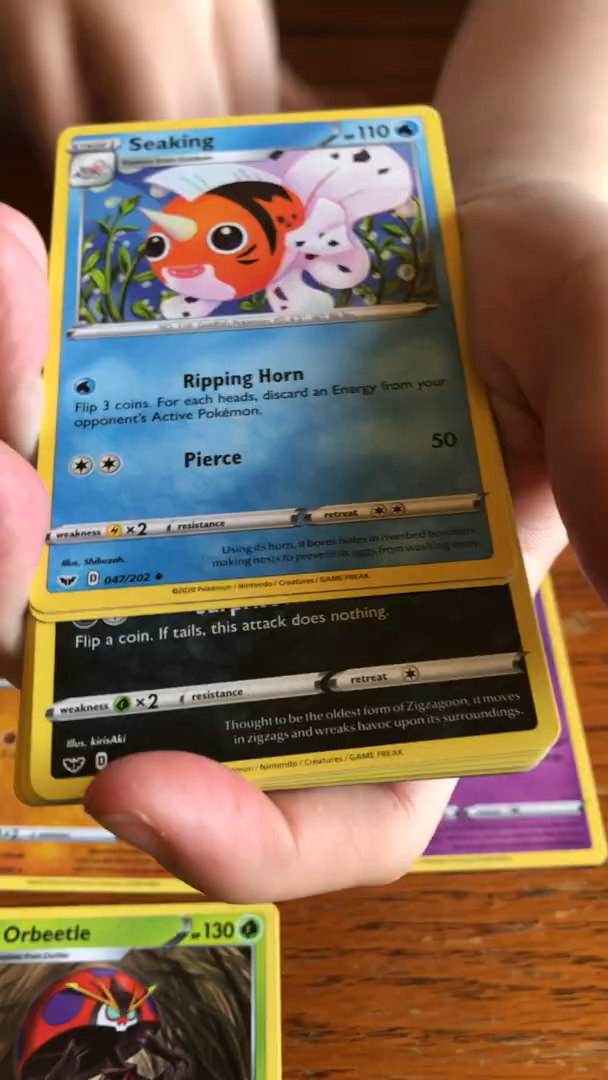 Seaking
110
Ripping Horn
Flip 3 coins. For each heads, discard an Energy from your
opponent's Active Pokémon.
Pierce 50
weakness ×2 resistance retreat
Using its horn, it bores holes in riverbed boulders,
making nests to prevent its eggs from washing away.
Illus. Shibuzoh.
D 047/202
©2020 Pokémon / Nintendo / Creatures / GAME FREAK
Flip a coin. If tails, this attack does nothing.
weakness ×2 resistance retreat
Thought to be the oldest form of Zigzagoon, it moves
in zigzags and wreaks havoc upon its surroundings.
Illus. kirisAki
D
/ Nintendo / Creatures / GAME FREAK
Orbeetle
130